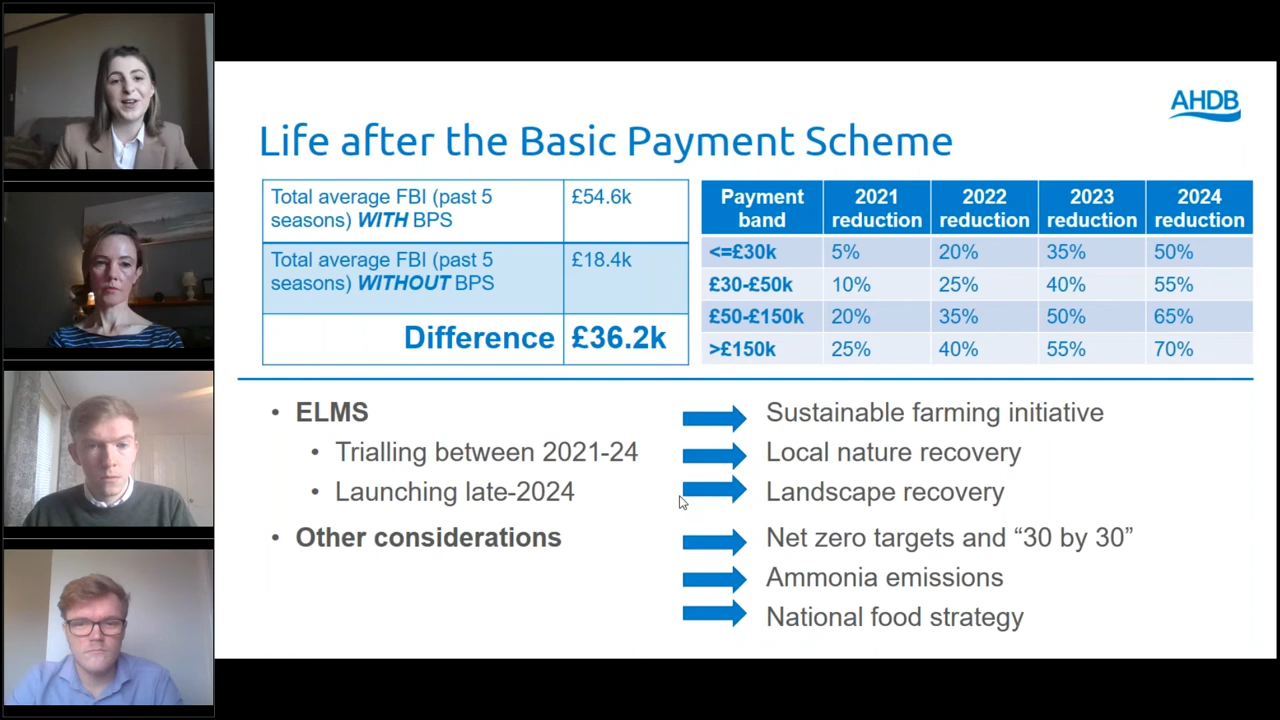 AHDB
Life after the Basic Payment Scheme
Total average FBI (past 5
seasons) WITH BPS
£54.6k
Total average FBI (past 5
seasons) WITHOUT BPS
£18.4k
Difference
£36.2k
Payment
band
2021
reduction
2022
reduction
2023
reduction
2024
reduction
<=£30k
5%
20%
35%
50%
£30-£50k
10%
25%
40%
55%
£50-£150k
20%
35%
50%
65%
>£150k
25%
40%
55%
70%
• ELMS
• Trialling between 2021-24
• Launching late-2024
Sustainable farming initiative
Local nature recovery
Landscape recovery
• Other considerations
Net zero targets and “30 by 30”
Ammonia emissions
National food strategy